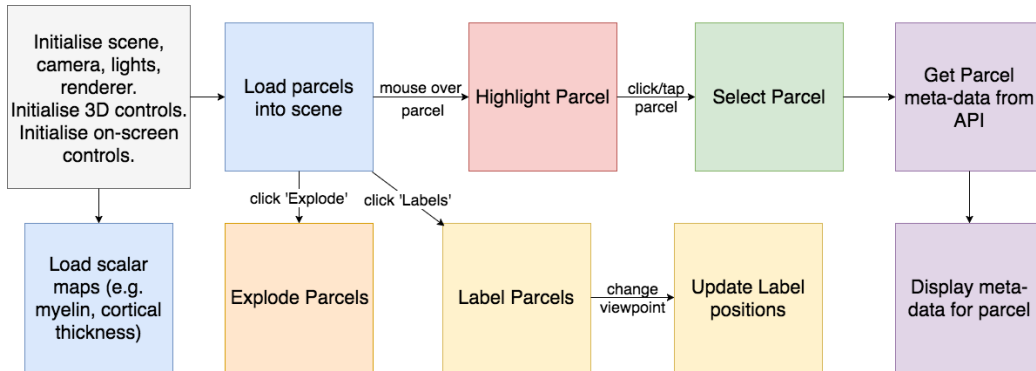 Initialise scene,
camera, lights,
renderer.
Initialise 3D controls.
Initialise on-screen
controls.
Load parcels
into scene
mouse over
parcel
Highlight Parcel
click/tap
parcel
Select Parcel
Get Parcel
meta-data from
API
click 'Explode'
click 'Labels'
Load scalar
maps (e.g.
myelin, cortical
thickness)
Explode Parcels
Label Parcels
change
viewpoint
Update Label
positions
Display meta-
data for parcel